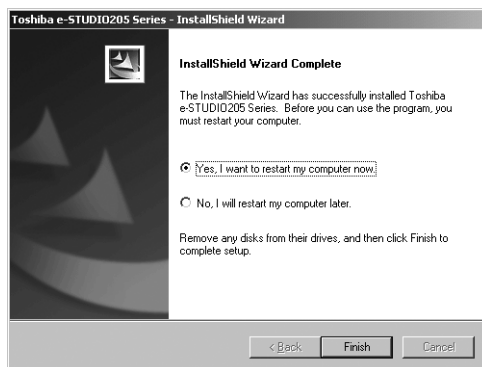 Toshiba e-STUDIO205 Series - InstallShield Wizard
InstallShield Wizard Complete
The InstallShield Wizard has successfully installed Toshiba
e-STUDIO205 Series. Before you can use the program, you
must restart your computer.
Yes, I want to restart my computer now.
No, I will restart my computer later.
Remove any disks from their drives, and then click Finish to
complete setup.
< Back
Finish
Cancel